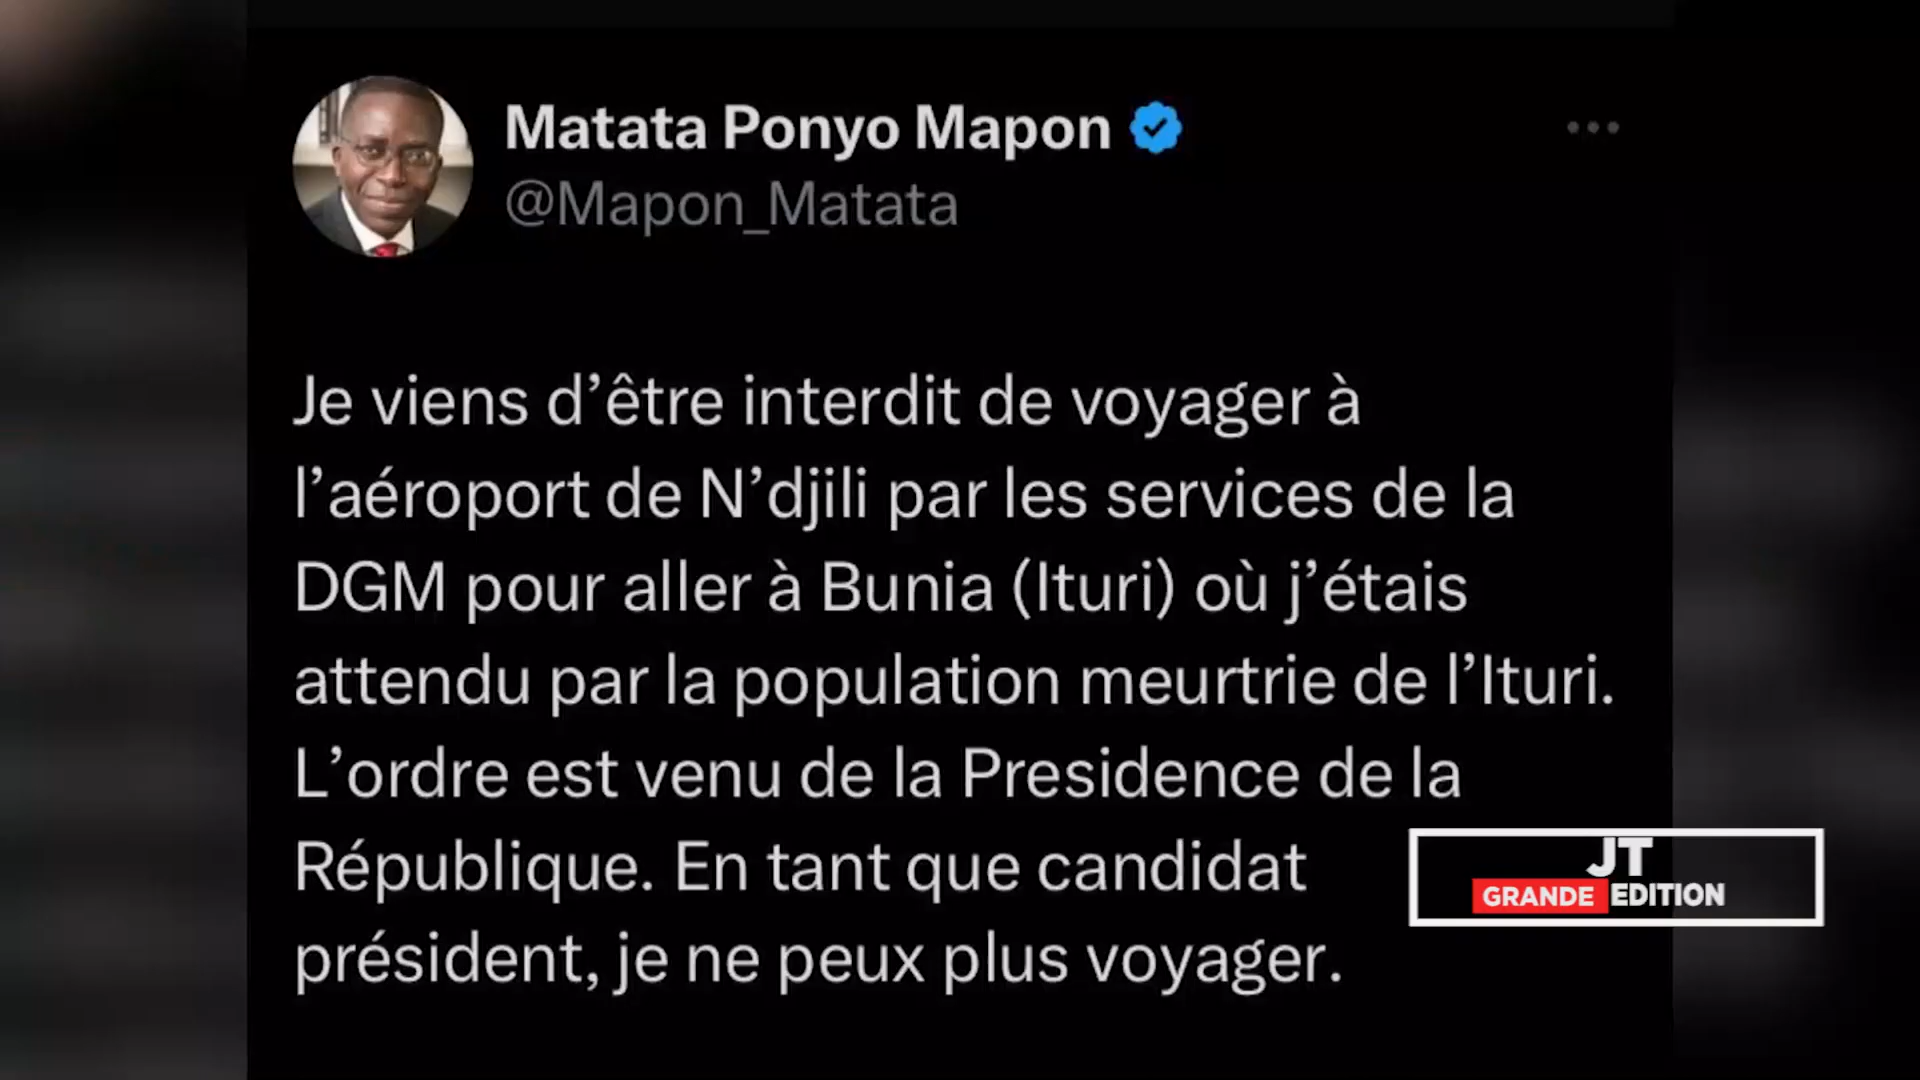 Matata Ponyo Mapon
@Mapon_Matata
Je viens d’être interdit de voyager à
l’aéroport de N’djili par les services de la
DGM pour aller à Bunia (Ituri) où j’étais
attendu par la population meurtrie de l’Ituri.
L’ordre est venu de la Presidence de la
République. En tant que candidat
président, je ne peux plus voyager.
JT
GRANDE EDITION